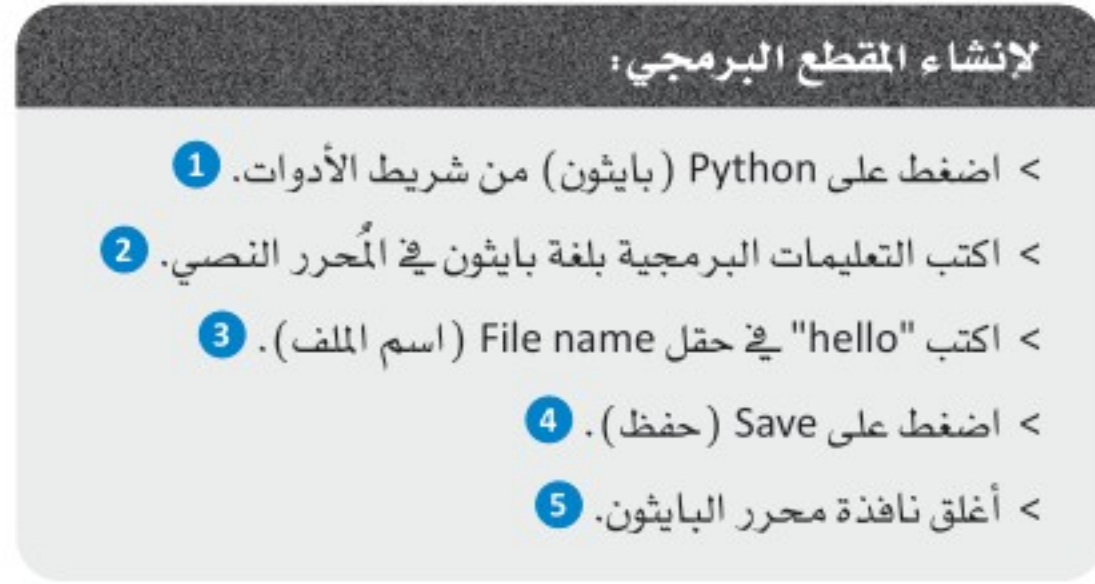 لإنشاء المقطع البرمجي:
> اضغط على Python (بايثون) من شريط الأدوات. 1
> اكتب التعليمات البرمجية بلغة بايثون في المُحرر النصي. 2
> اكتب "hello" في حقل File name (اسم الملف). 3
> اضغط على Save (حفظ). 4
> أغلق نافذة محرر البايثون. 5